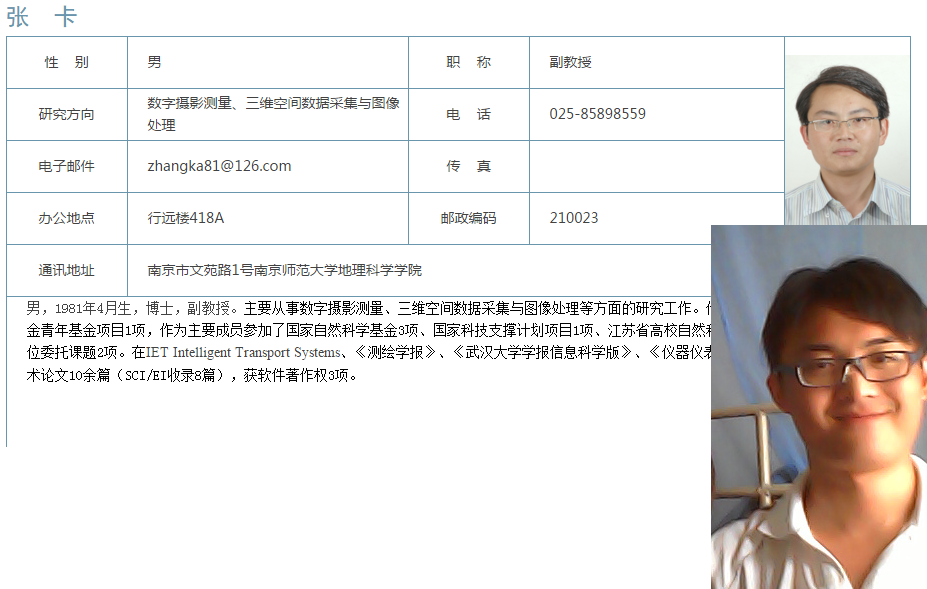 张 卡
性 别 男 职 称 副教授
研究方向 数字摄影测量、三维空间数据采集与图像
处理 电 话 025-85898559
电子邮件 zhangka81@126.com 传 真
办公地点 行远楼418A 邮政编码 210023
通讯地址 南京市文苑路1号南京师范大学地理科学学院
男，1981年4月生，博士，副教授。主要从事数字摄影测量、三维空间数据采集与图像处理等方面的研究工作。
金青年基金项目1项，作为主要成员参加了国家自然科学基金3项、国家科技支撑计划项目1项、江苏省高校自然
位委托课题2项。在IET Intelligent Transport Systems、《测绘学报》、《武汉大学学报信息科学版》、《仪器仪
术论文10余篇（SCI/EI收录8篇），获软件著作权3项。